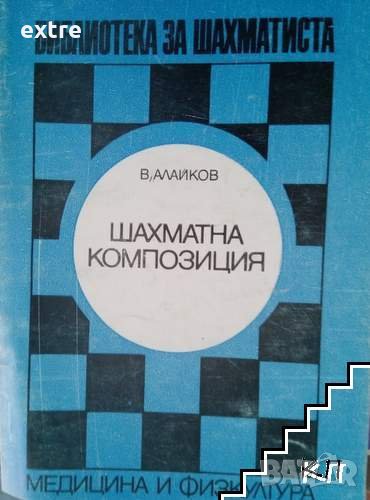 extre
БИБЛИОТЕКА ЗА ШАХМАТИСТА
В. АЛАЙКОВ
ШАХМАТНА
КОМПОЗИЦИЯ
МЕДИЦИНА И ФИЗКУЛТУРА